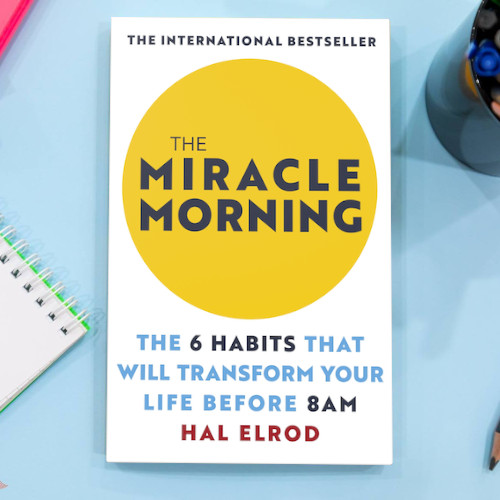 THE INTERNATIONAL BESTSELLER
THE
MIRACLE
MORNING
THE 6 HABITS THAT
WILL TRANSFORM YOUR
LIFE BEFORE 8AM
HAL ELROD